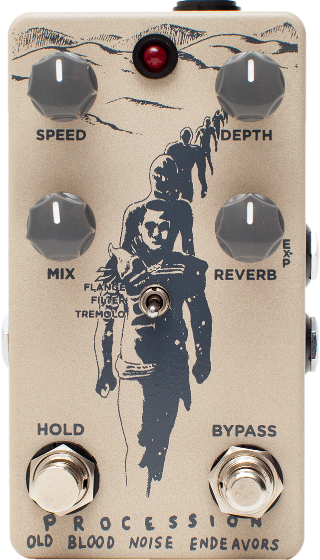 SPEED DEPTH
MIX REVERB EXP
FLANGE
FILTER
TREMOLO
HOLD BYPASS
PROCESSION
OLD BLOOD NOISE ENDEAVORS